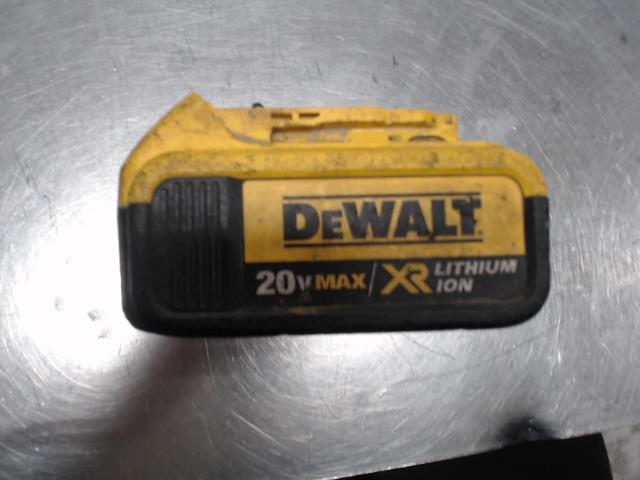 DEWALT
20V MAX / XR LITHIUM ION